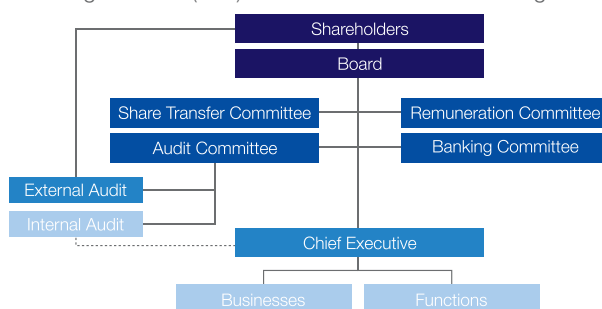 Shareholders
Board
Share Transfer Committee
Remuneration Committee
Audit Committee
Banking Committee
External Audit
Internal Audit
Chief Executive
Businesses
Functions